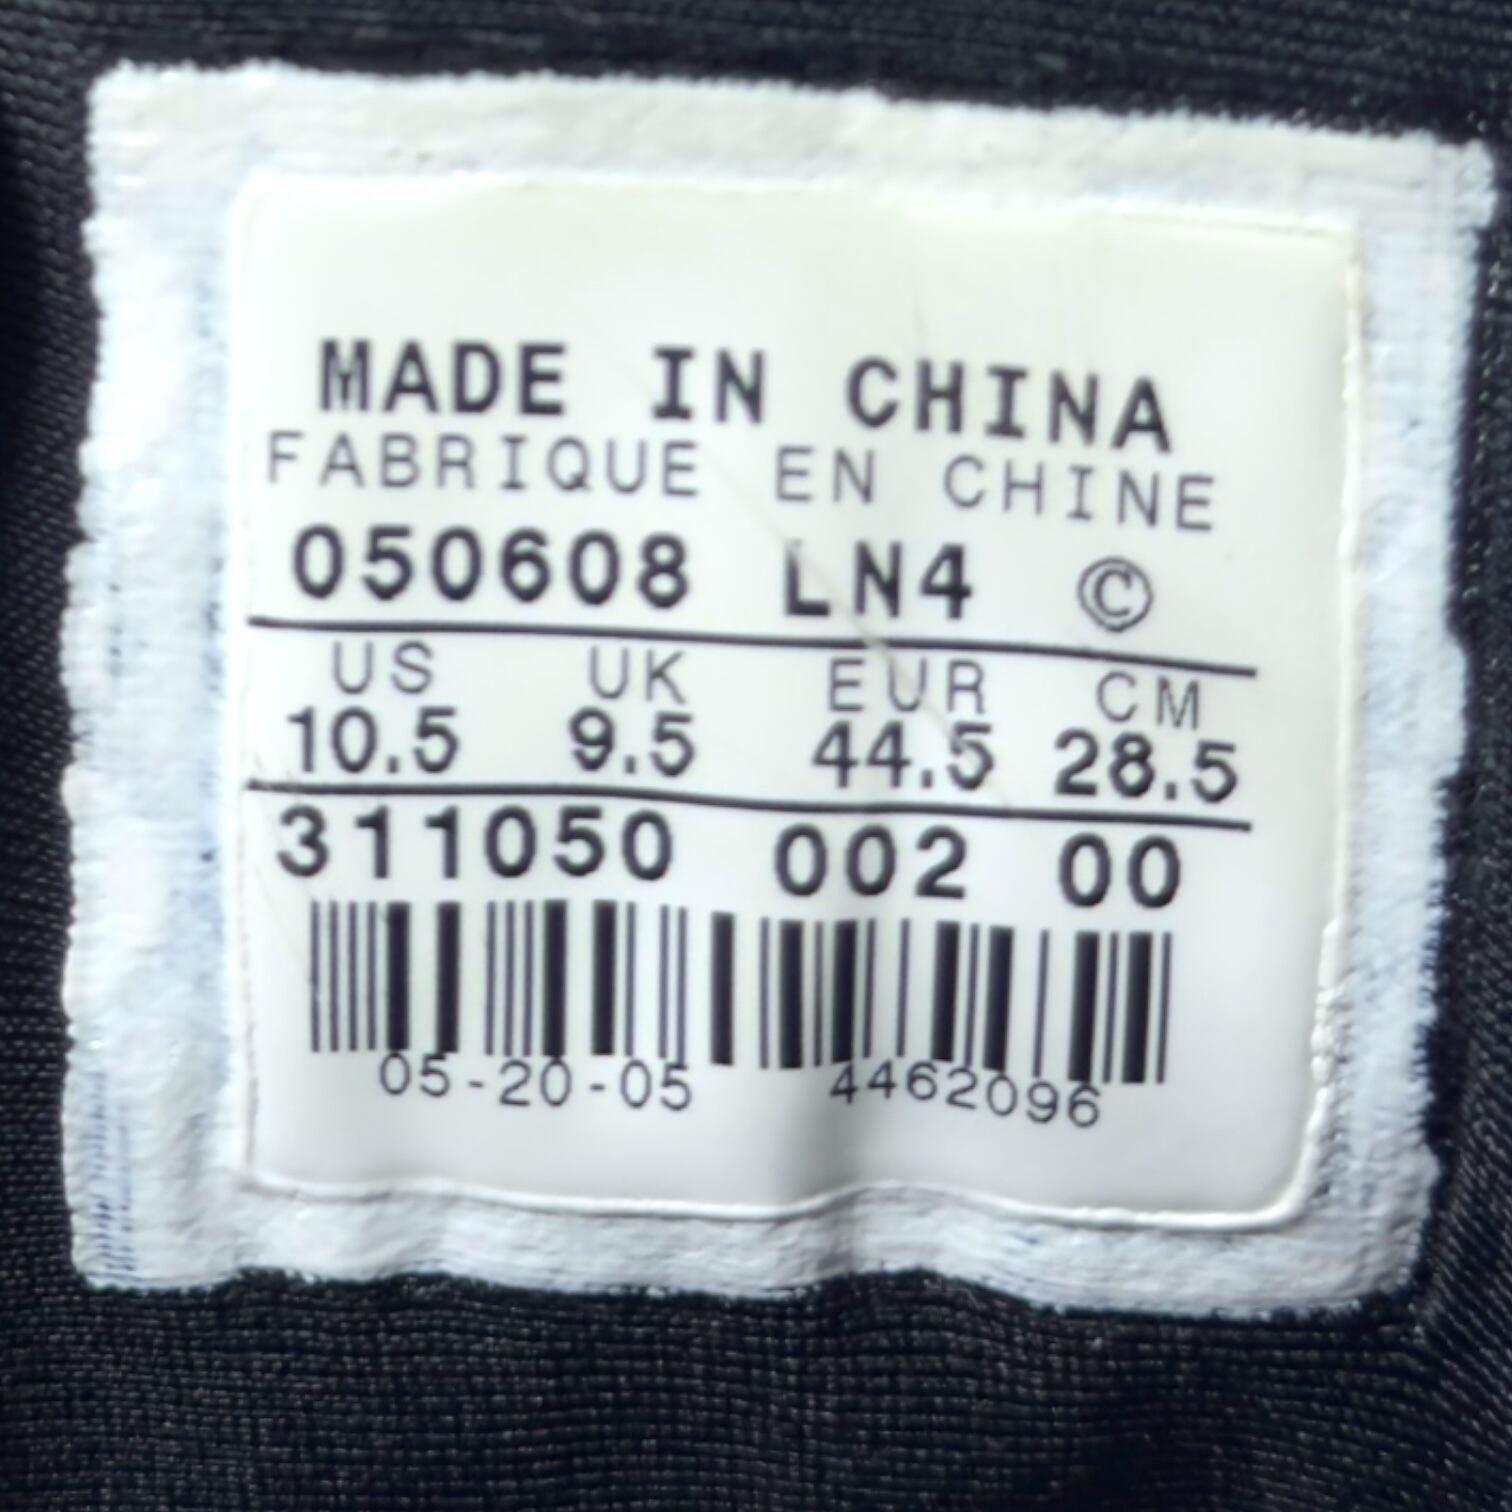 MADE IN CHINA
FABRIQUE EN CHINE
050608 LN4 ©
US UK EUR CM
10.5 9.5 44.5 28.5
311050 002 00
05-20-05 4462096